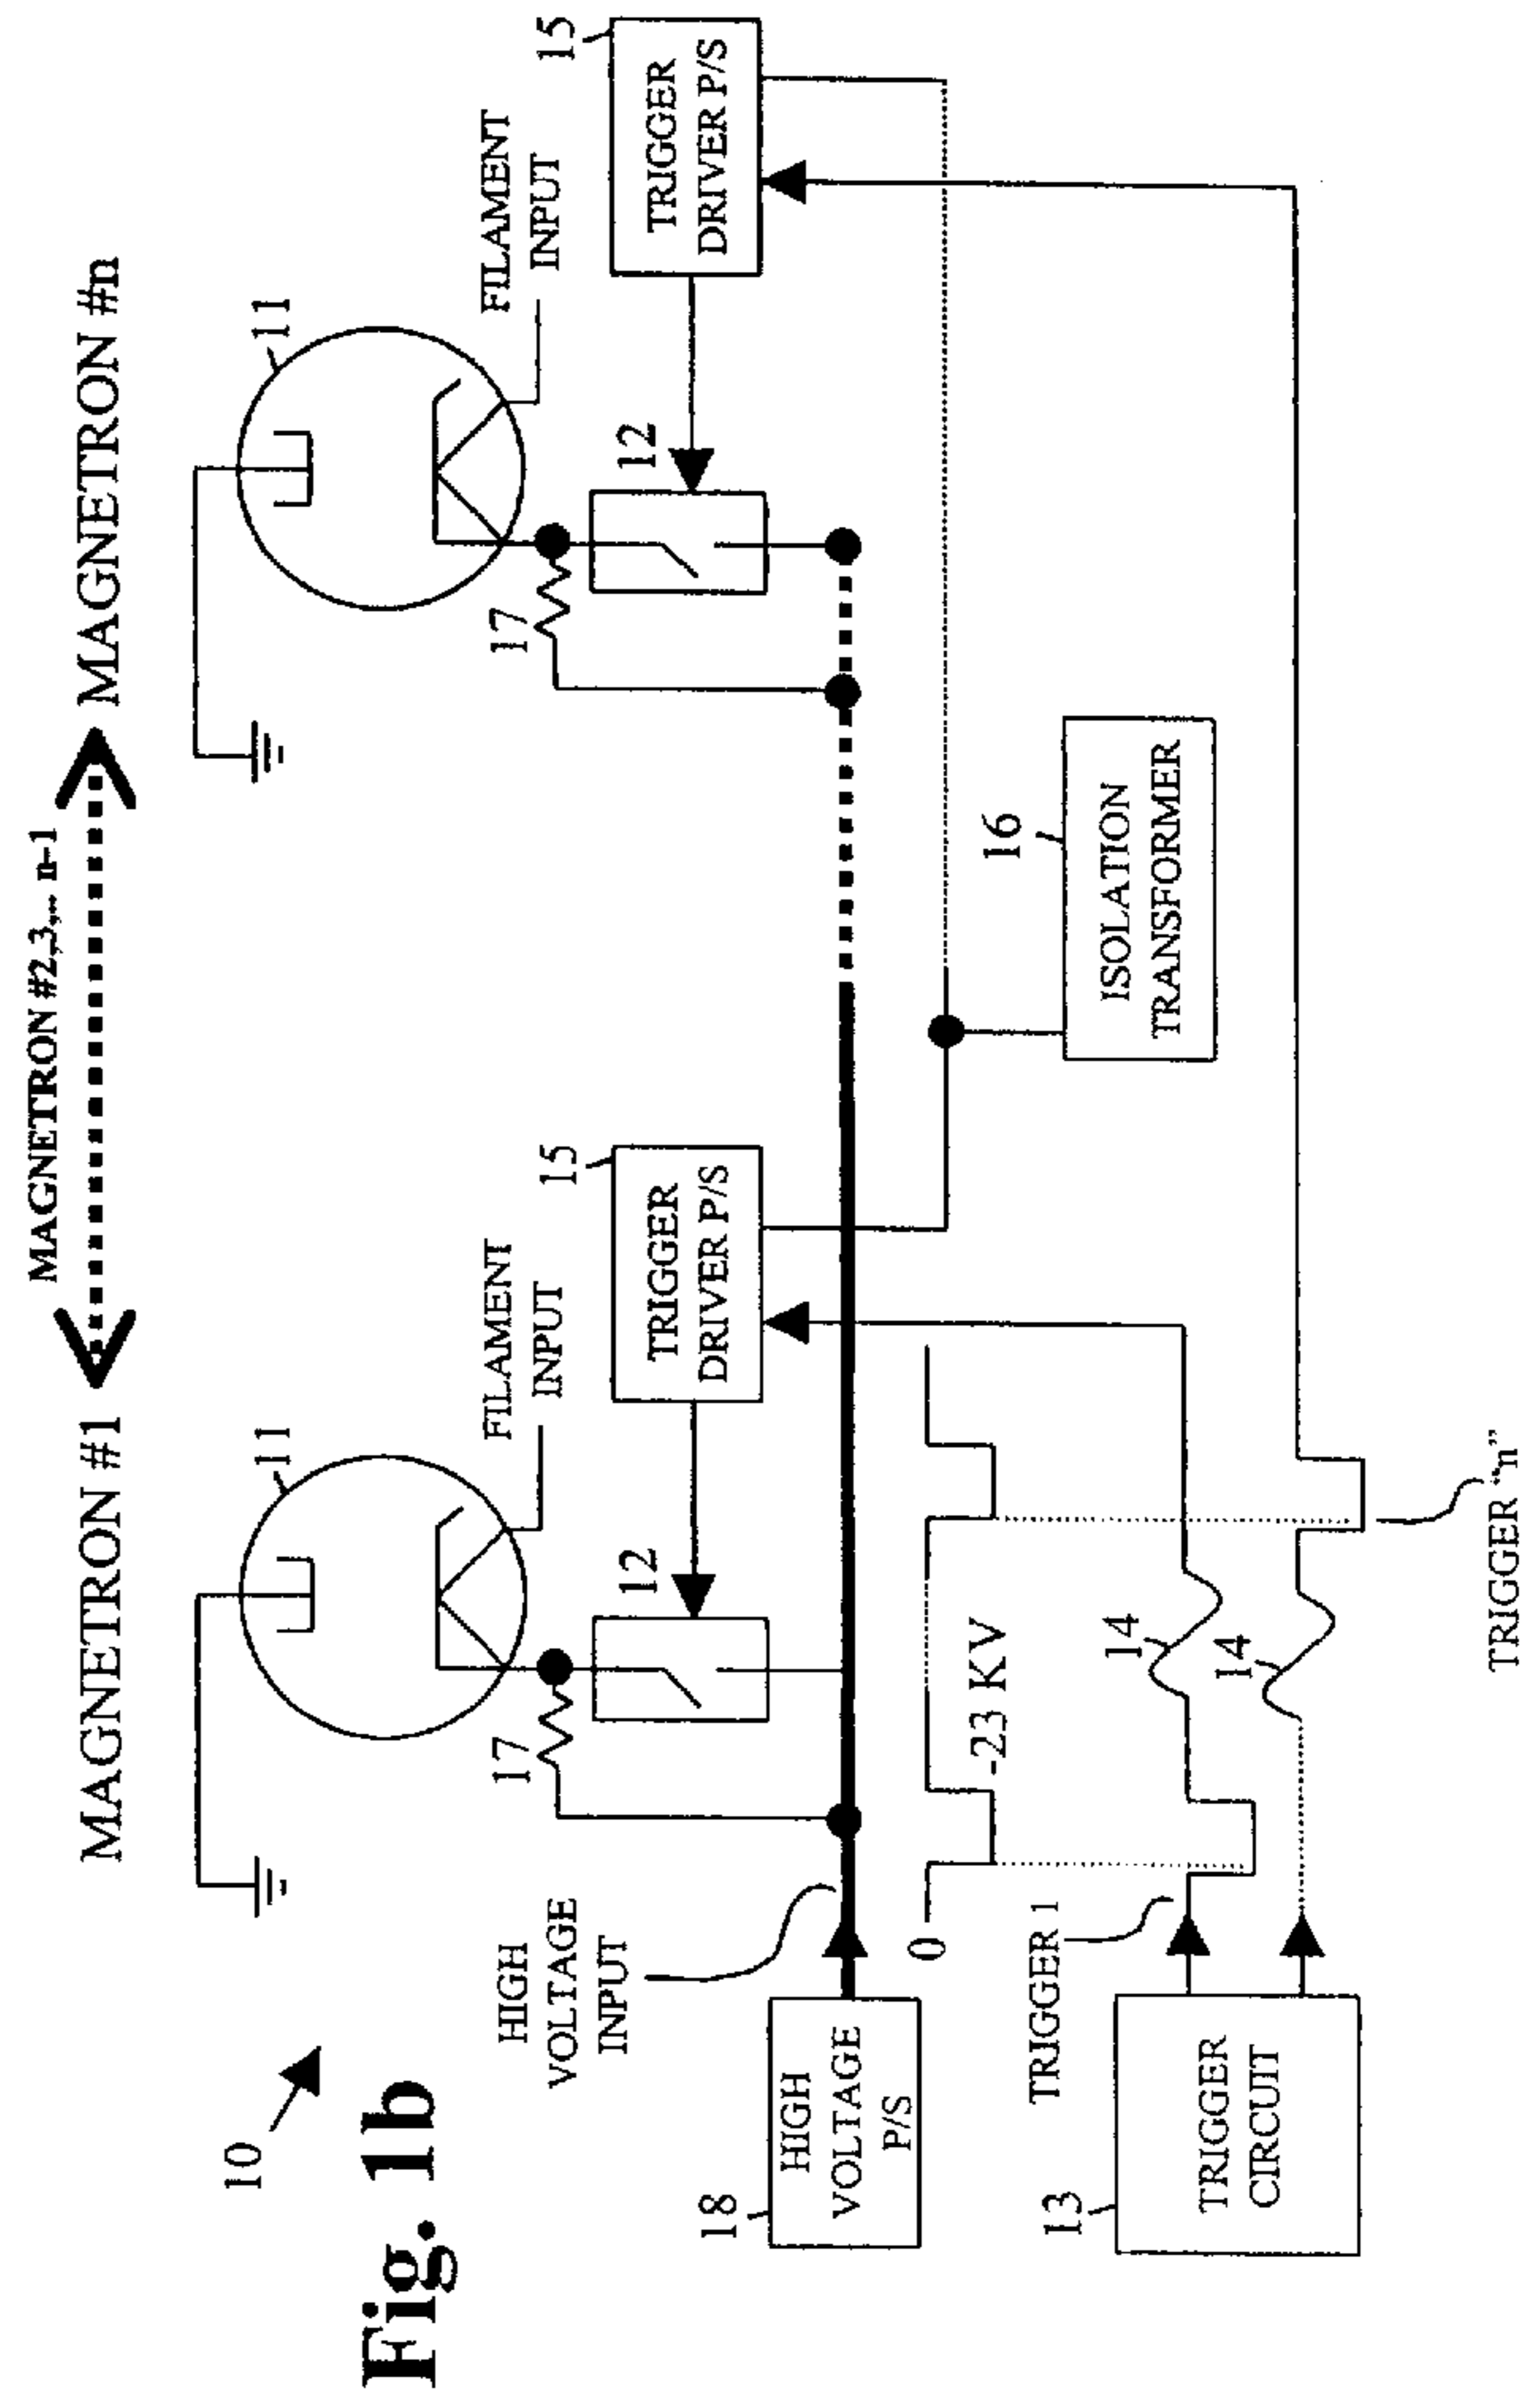 MAGNETRON #2,3,.. n-1
MAGNETRON #1
MAGNETRON #n
10
11
11
Fig. 1b
17
FILAMENT
INPUT
17
FILAMENT
INPUT
12
15
TRIGGER
DRIVER P/S
12
15
TRIGGER
DRIVER P/S
HIGH
VOLTAGE
INPUT
18
HIGH
VOLTAGE
P/S
0
-23 KV
16
ISOLATION
TRANSFORMER
TRIGGER 1
14
14
13
TRIGGER
CIRCUIT
TRIGGER “n”